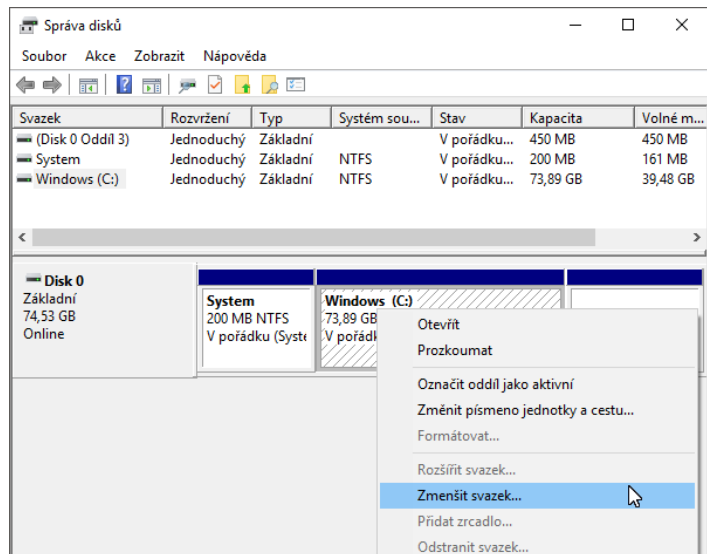 Správa disků
Soubor Akce Zobrazit Nápověda
Svazek Rozvržení Typ Systém sou... Stav Kapacita Volné m...
(Disk 0 Oddíl 3) Jednoduchý Základní V pořádku... 450 MB 450 MB
System Jednoduchý Základní NTFS V pořádku... 200 MB 161 MB
Windows (C:) Jednoduchý Základní NTFS V pořádku... 73,89 GB 39,48 GB
Disk 0
Základní
74,53 GB
Online
System
200 MB NTFS
V pořádku (Syste
Windows (C:)
73,89 GB
V pořádk
Otevřít
Prozkoumat
Označit oddíl jako aktivní
Změnit písmeno jednotky a cestu...
Formátovat...
Rozšířit svazek...
Zmenšit svazek...
Přidat zrcadlo...
Odstranit svazek...